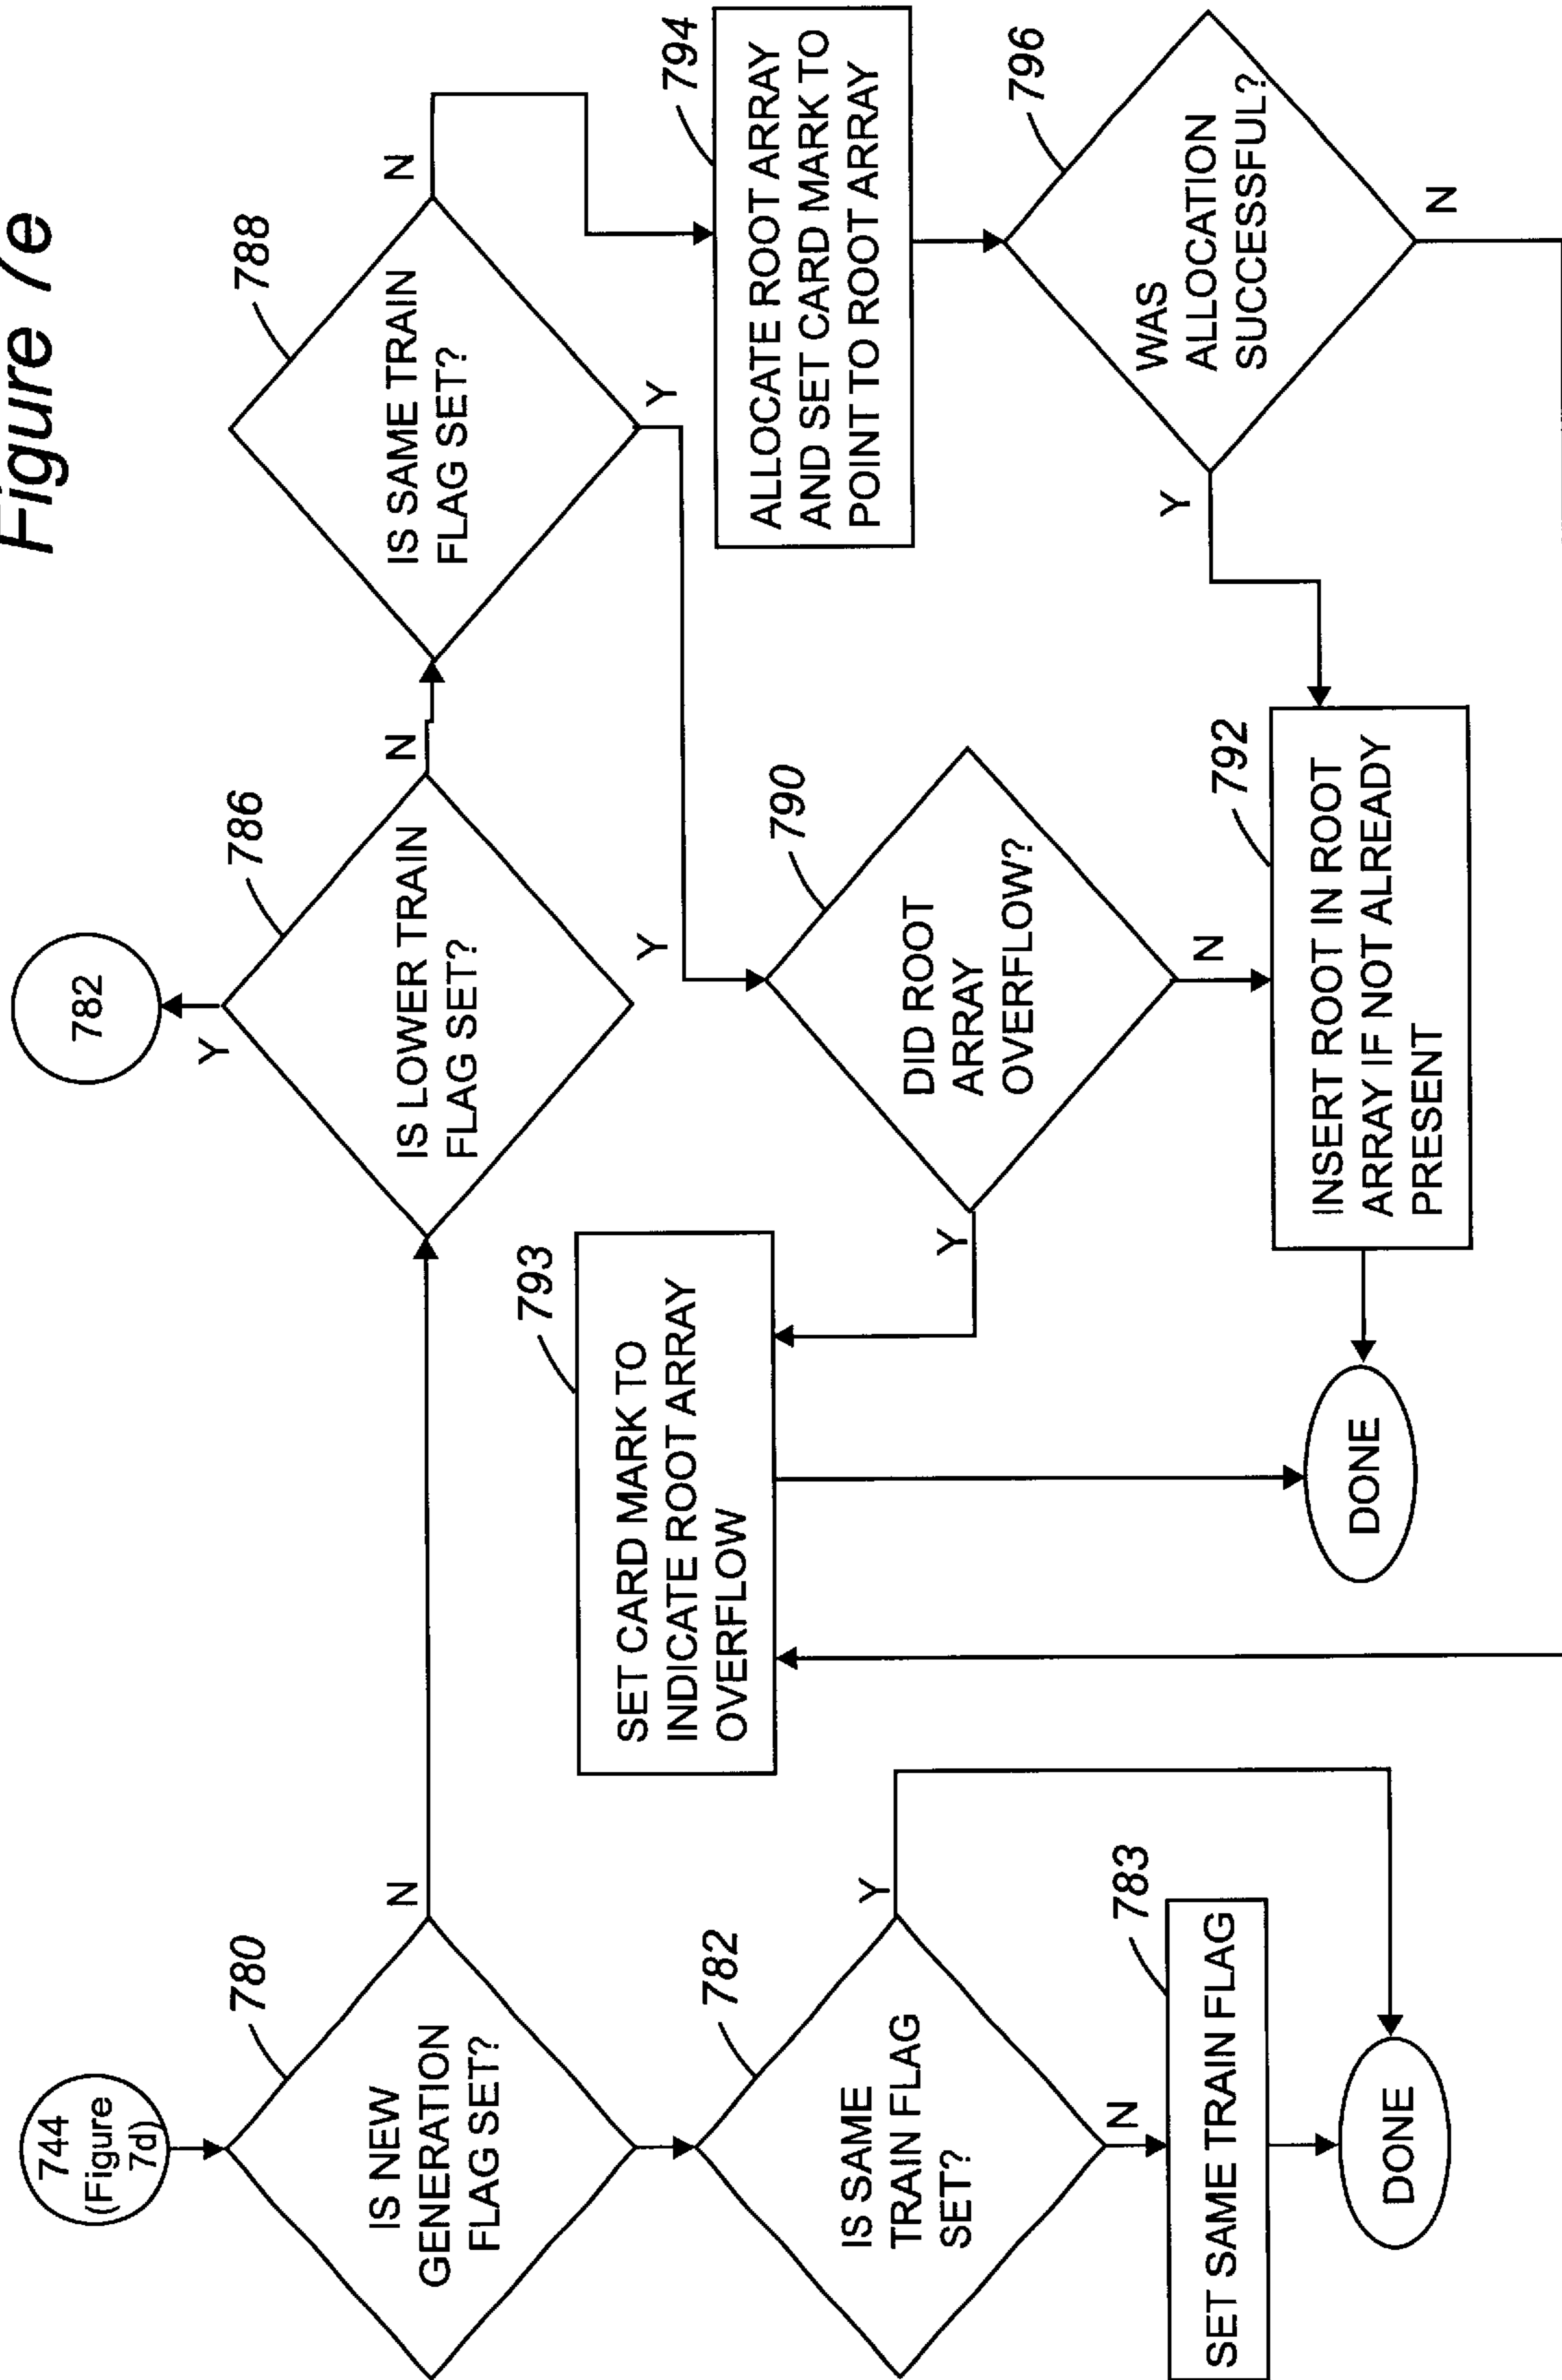 Figure 7e
744
(Figure
7d)
780
IS NEW
GENERATION
FLAG SET?
N
782
IS SAME
TRAIN FLAG
SET?
Y
N
783
SET SAME TRAIN FLAG
DONE
782
Y
786
IS LOWER TRAIN
FLAG SET?
N
788
IS SAME TRAIN
FLAG SET?
N
Y
Y
793
SET CARD MARK TO
INDICATE ROOT ARRAY
OVERFLOW
790
DID ROOT
ARRAY
OVERFLOW?
Y
N
794
ALLOCATE ROOT ARRAY
AND SET CARD MARK TO
POINT TO ROOT ARRAY
796
WAS
ALLOCATION
SUCCESSFUL?
Y
N
792
INSERT ROOT IN ROOT
ARRAY IF NOT ALREADY
PRESENT
DONE